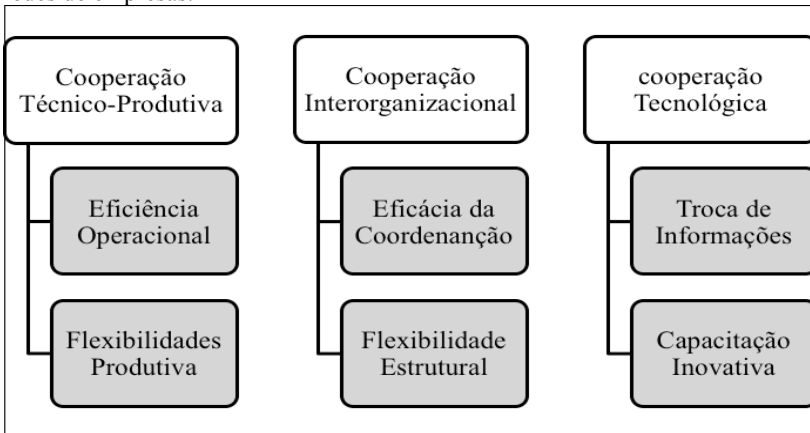 Cooperação
Técnico-Produtiva
Eficiência
Operacional
Flexibilidades
Produtiva
Cooperação
Interorganizacional
Eficácia da
Coordenanção
Flexibilidade
Estrutural
cooperação
Tecnológica
Troca de
Informações
Capacitação
Inovativa